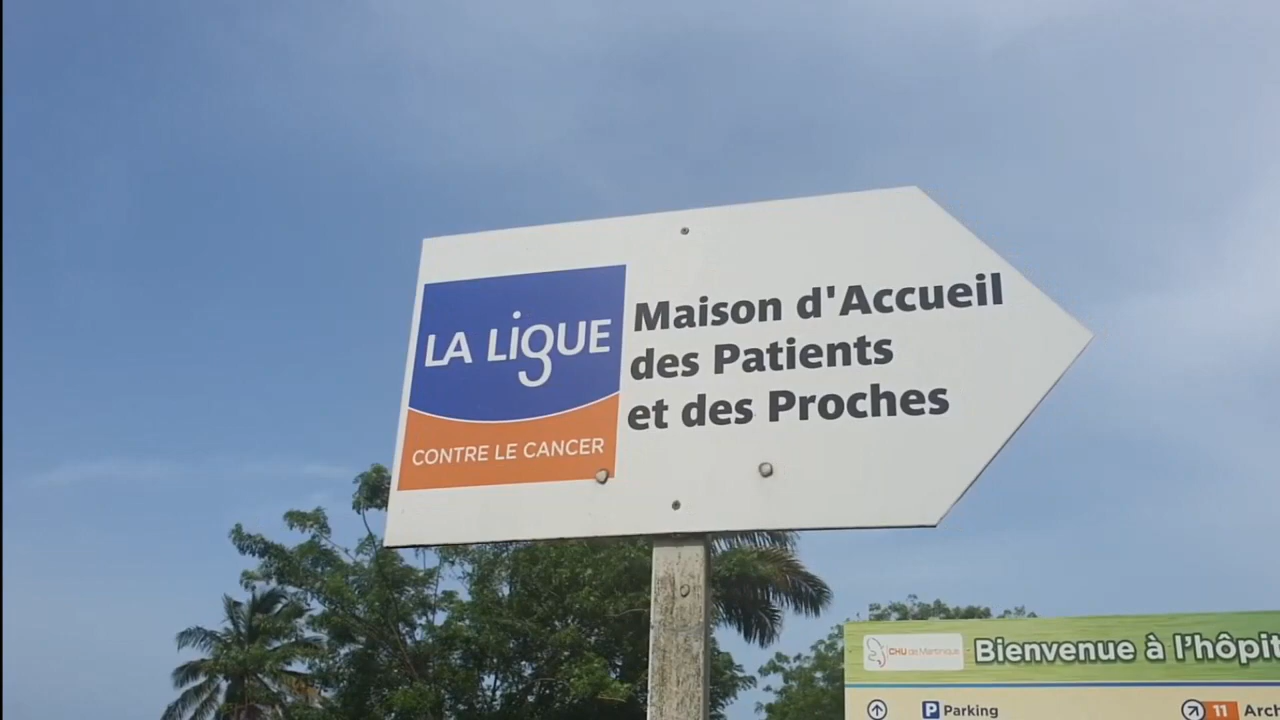 LA LiGUE
CONTRE LE CANCER
Maison d'Accueil
des Patients
et des Proches
CHU de Martinique
Bienvenue à l'hôpit
P Parking
11 Arch